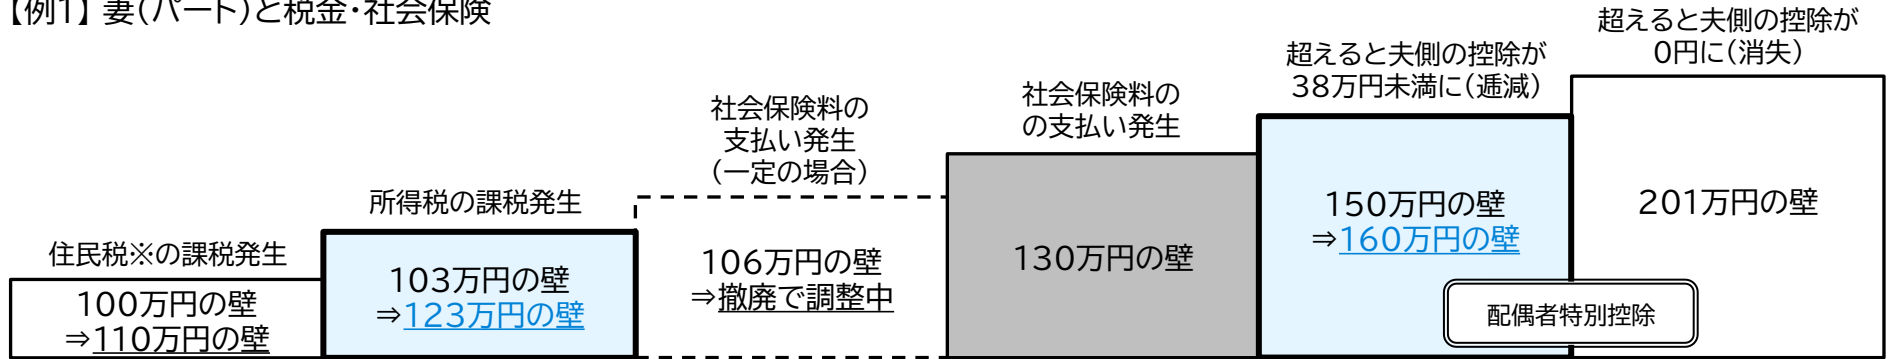 【例1】 妻(パート)と税金・社会保険
住民税※の課税発生
100万円の壁
⇒110万円の壁
所得税の課税発生
103万円の壁
⇒123万円の壁
社会保険料の
支払い発生
(一定の場合)
106万円の壁
⇒撤廃で調整中
社会保険料の
の支払い発生
130万円の壁
超えると夫側の控除が
38万円未満に(逓減)
150万円の壁
⇒160万円の壁
超えると夫側の控除が
0円に(消失)
201万円の壁
配偶者特別控除